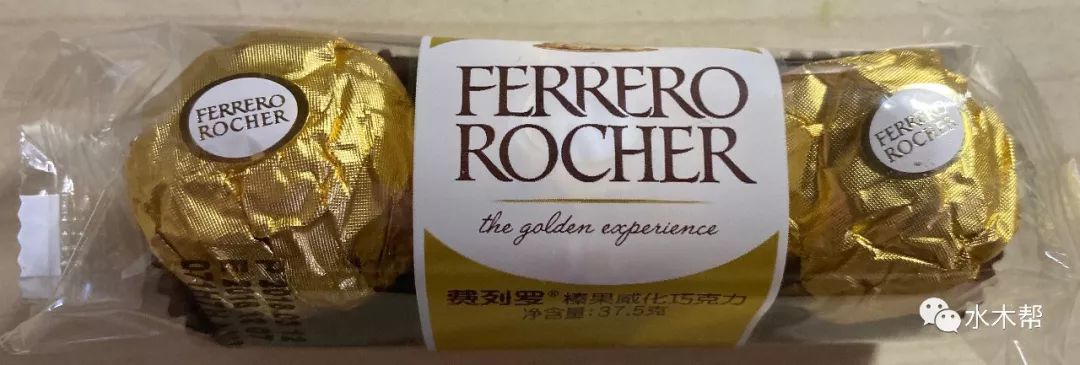 FERRERO
ROCHER
FERRERO
ROCHER
the golden experience
费列罗® 榛果威化巧克力
净含量:37.5克
FERRERO
ROCHER
水木帮